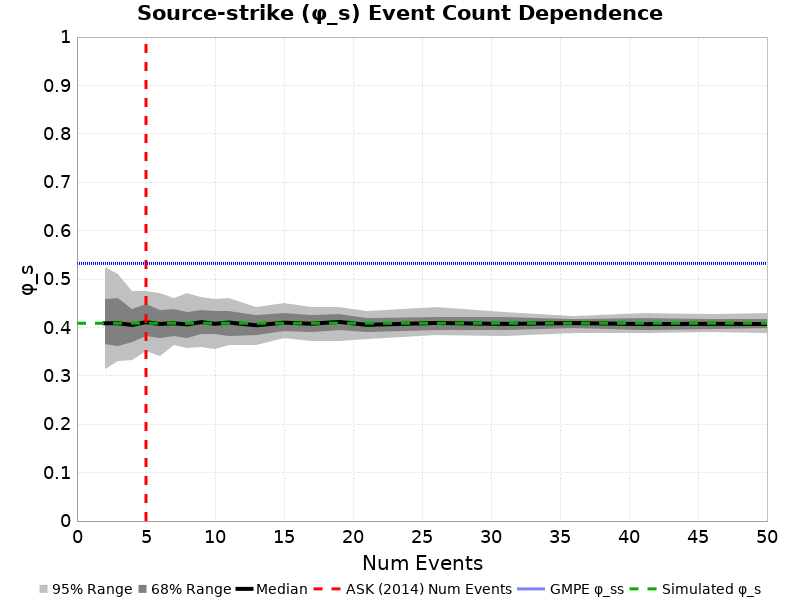 Source-strike (φ_s) Event Count Dependence
1
0.9
0.8
0.7
0.6
0.5
0.4
0.3
0.2
0.1
0
φ_s
0 5 10 15 20 25 30 35 40 45 50
Num Events
95% Range 68% Range Median ASK (2014) Num Events GMPE φ_ss Simulated φ_s